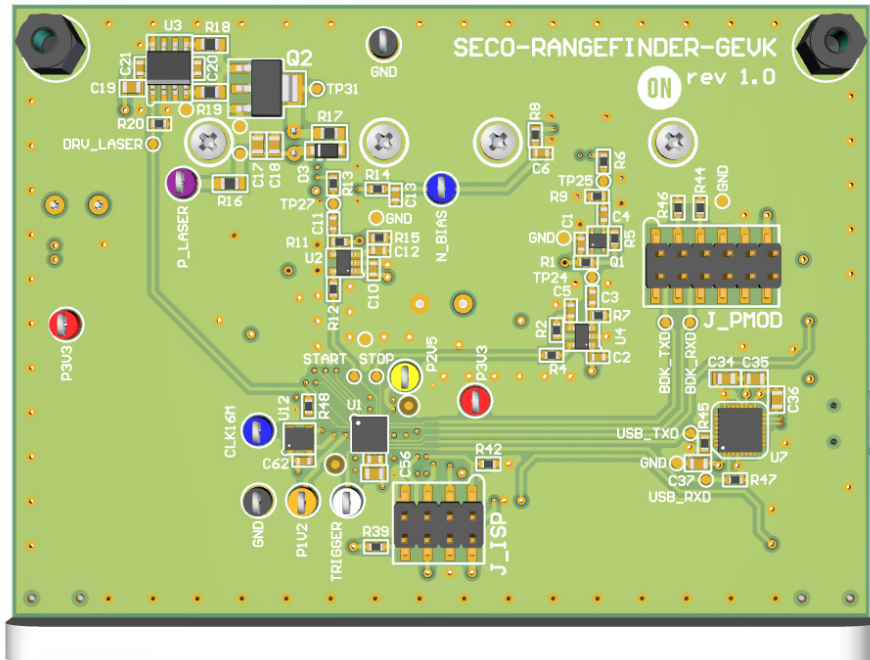 SECO-RANGEFINDER-GEVK
ON rev 1.0
U3
R18
C21
C20
C19
R19
R20
DRV_LASER
Q2
TP31
GND
R17
D3
C17
C18
R16
P_LASER
R13
R14
C13
TP27
GND
C11
R11
R15
C12
U2
C10
R12
N_BIAS
R8
C6
R6
TP25
R9
C4
C1
R5
GND
R1
Q1
TP24
C5
C3
R7
R2
U4
R4
C2
R46
R44
GND
J_PMOD
BDK_TXD
BDK_RXD
P3V3
START
STOP
P2V5
P3V3
C34
C35
C36
R45
USB_TXD
U7
GND
C37
R47
USB_RXD
CLK16M
U12
R48
U1
C62
C56
R42
GND
P1V2
TRIGGER
R39
J_ISP